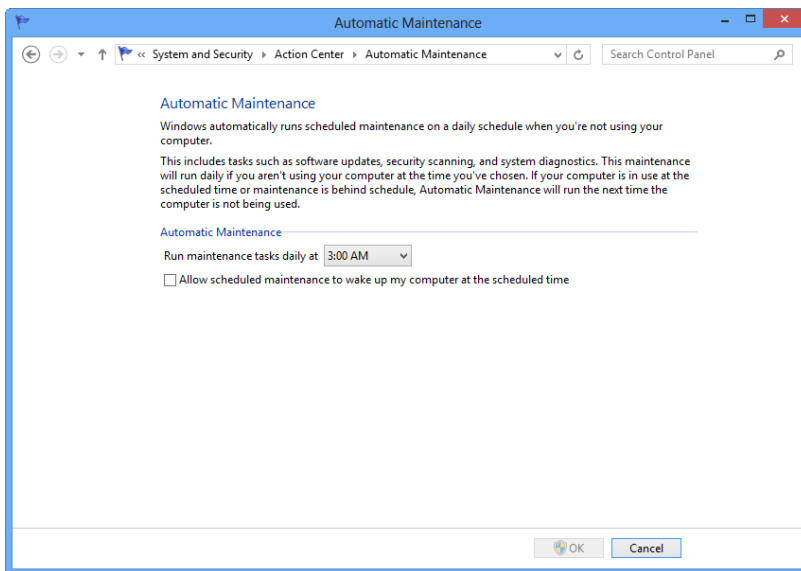 Automatic Maintenance
« System and Security ▸ Action Center ▸ Automatic Maintenance
Search Control Panel
Automatic Maintenance
Windows automatically runs scheduled maintenance on a daily schedule when you're not using your
computer.
This includes tasks such as software updates, security scanning, and system diagnostics. This maintenance
will run daily if you aren't using your computer at the time you've chosen. If your computer is in use at the
scheduled time or maintenance is behind schedule, Automatic Maintenance will run the next time the
computer is not being used.
Automatic Maintenance
Run maintenance tasks daily at 3:00 AM
Allow scheduled maintenance to wake up my computer at the scheduled time
OK Cancel